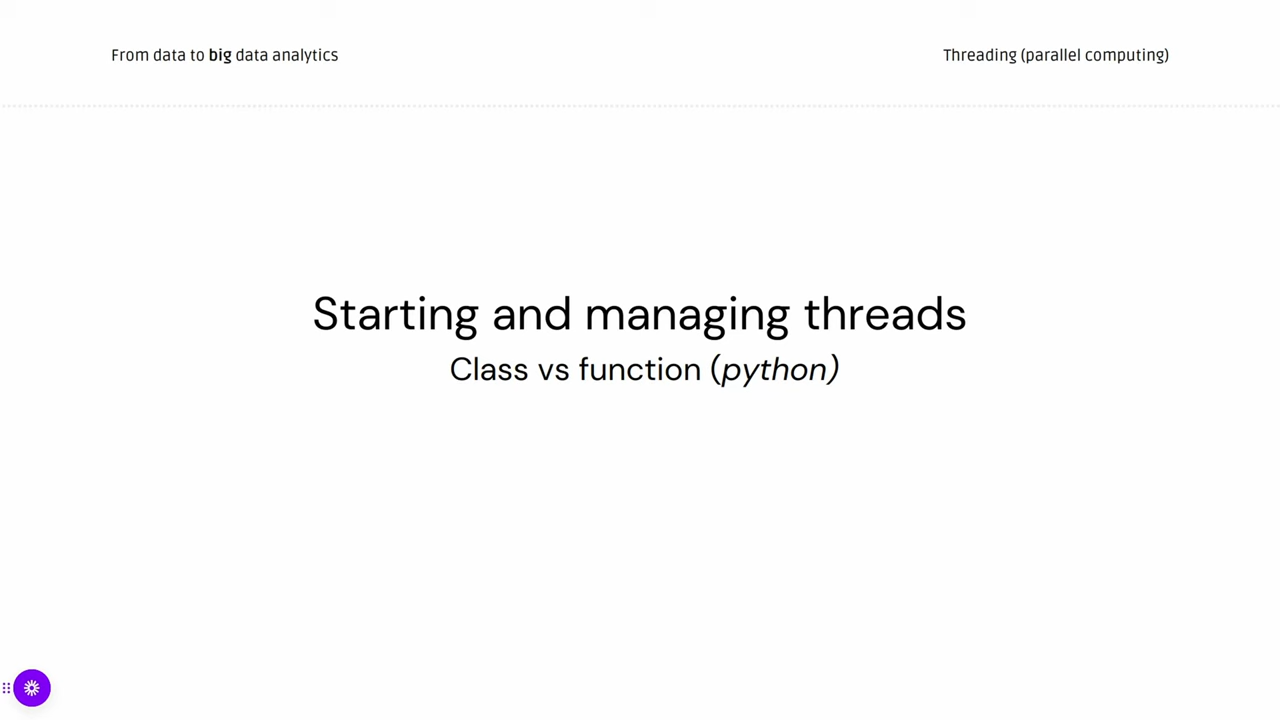 From data to big data analytics
Threading (parallel computing)
Starting and managing threads
Class vs function (python)